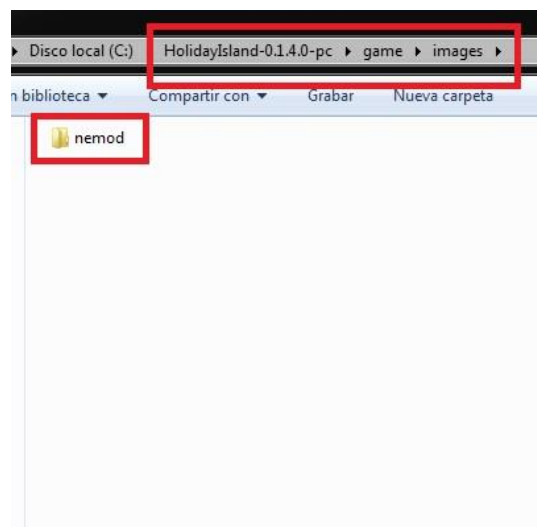 Disco local (C:) HolidayIsland-0.1.4.0-pc game images
n biblioteca Compartir con Grabar Nueva carpeta
nemod